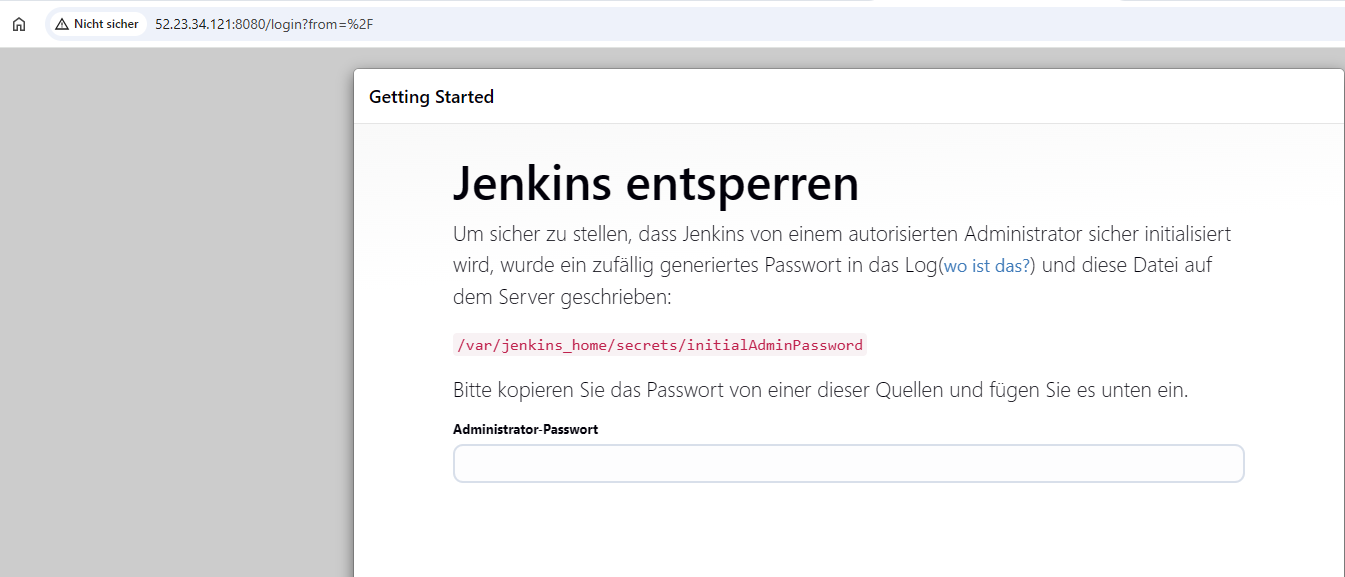 Nicht sicher 52.23.34.121:8080/login?from=%2F
Getting Started
Jenkins entsperren
Um sicher zu stellen, dass Jenkins von einem autorisierten Administrator sicher initialisiert
wird, wurde ein zufällig generiertes Passwort in das Log(wo ist das?) und diese Datei auf
dem Server geschrieben:
/var/jenkins_home/secrets/initialAdminPassword
Bitte kopieren Sie das Passwort von einer dieser Quellen und fügen Sie es unten ein.
Administrator-Passwort